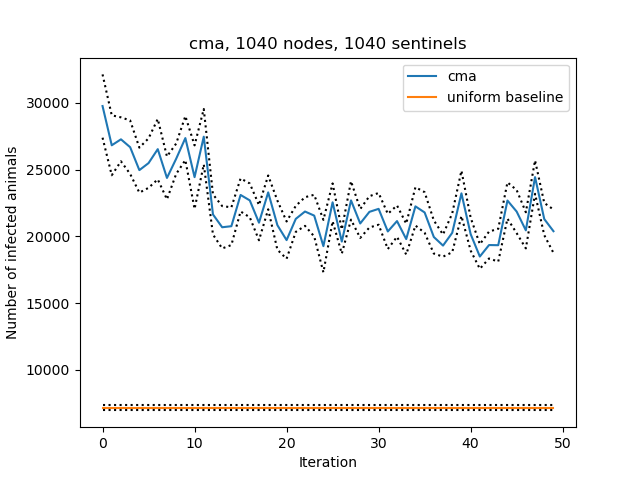 cma, 1040 nodes, 1040 sentinels
cma
uniform baseline
Number of infected animals
30000
25000
20000
15000
10000
0 10 20 30 40 50
Iteration